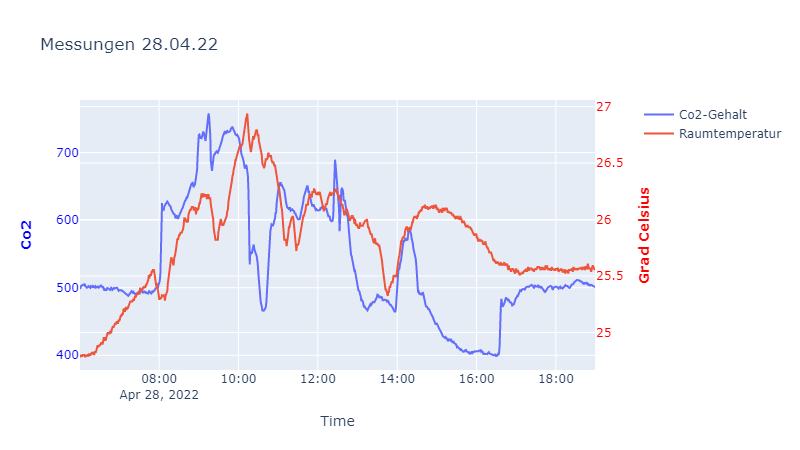 Messungen 28.04.22
Co2-Gehalt
Raumtemperatur
700
600
500
400
Co2
27
26.5
26
25.5
25
Grad Celsius
08:00
10:00
12:00
14:00
16:00
18:00
Apr 28, 2022
Time